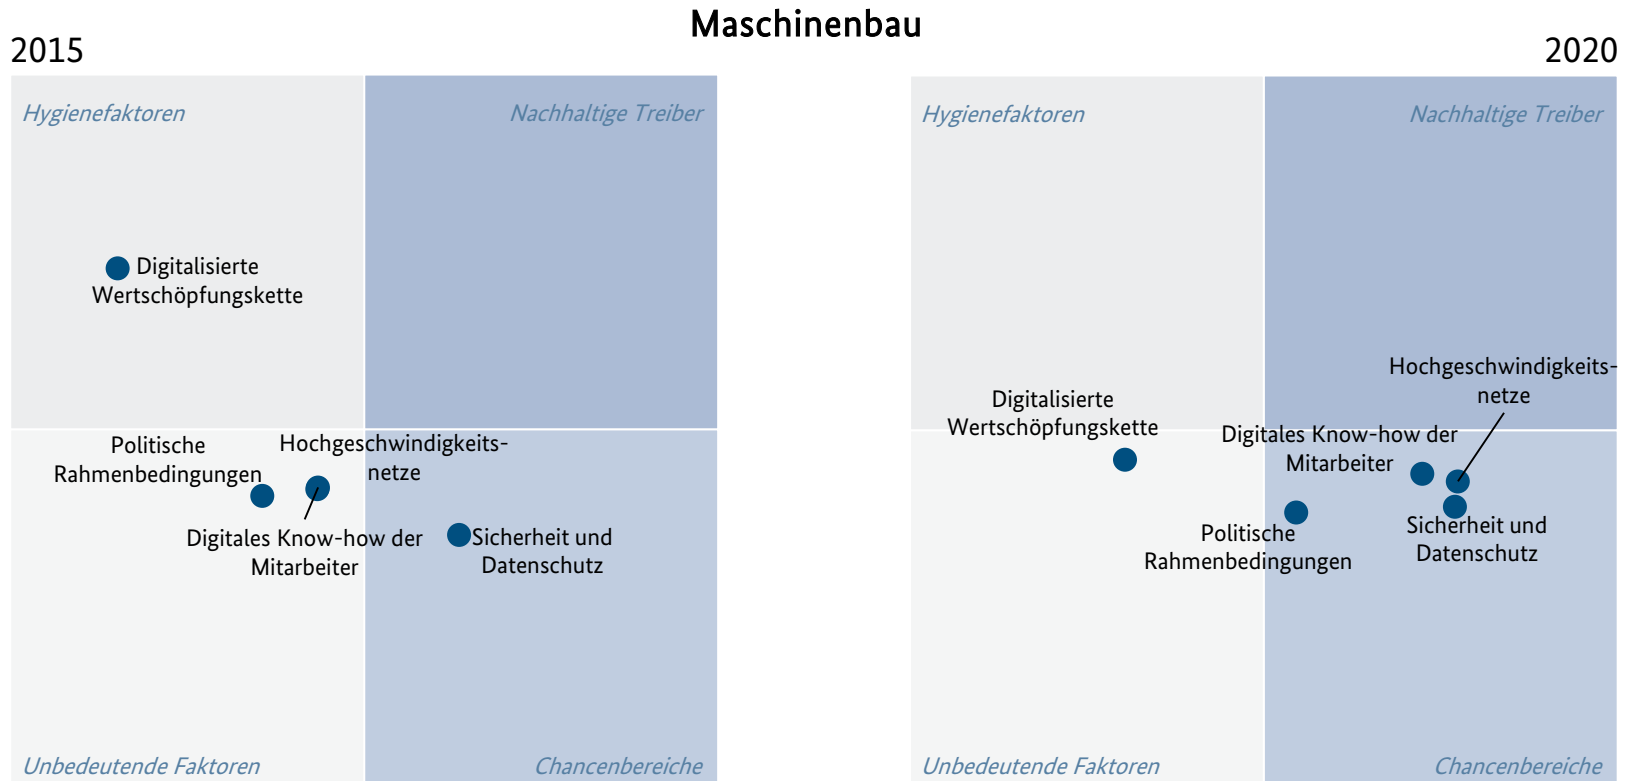 Maschinenbau
2015
Hygienefaktoren
Nachhaltige Treiber
Digitalisierte
Wertschöpfungskette
Politische
Rahmenbedingungen
Hochgeschwindigkeits-
netze
Digitales Know-how der
Mitarbeiter
Sicherheit und
Datenschutz
Unbedeutende Faktoren
Chancenbereiche
2020
Hygienefaktoren
Nachhaltige Treiber
Hochgeschwindigkeits-
netze
Digitalisierte
Wertschöpfungskette
Digitales Know-how der
Mitarbeiter
Politische
Rahmenbedingungen
Sicherheit und
Datenschutz
Unbedeutende Faktoren
Chancenbereiche